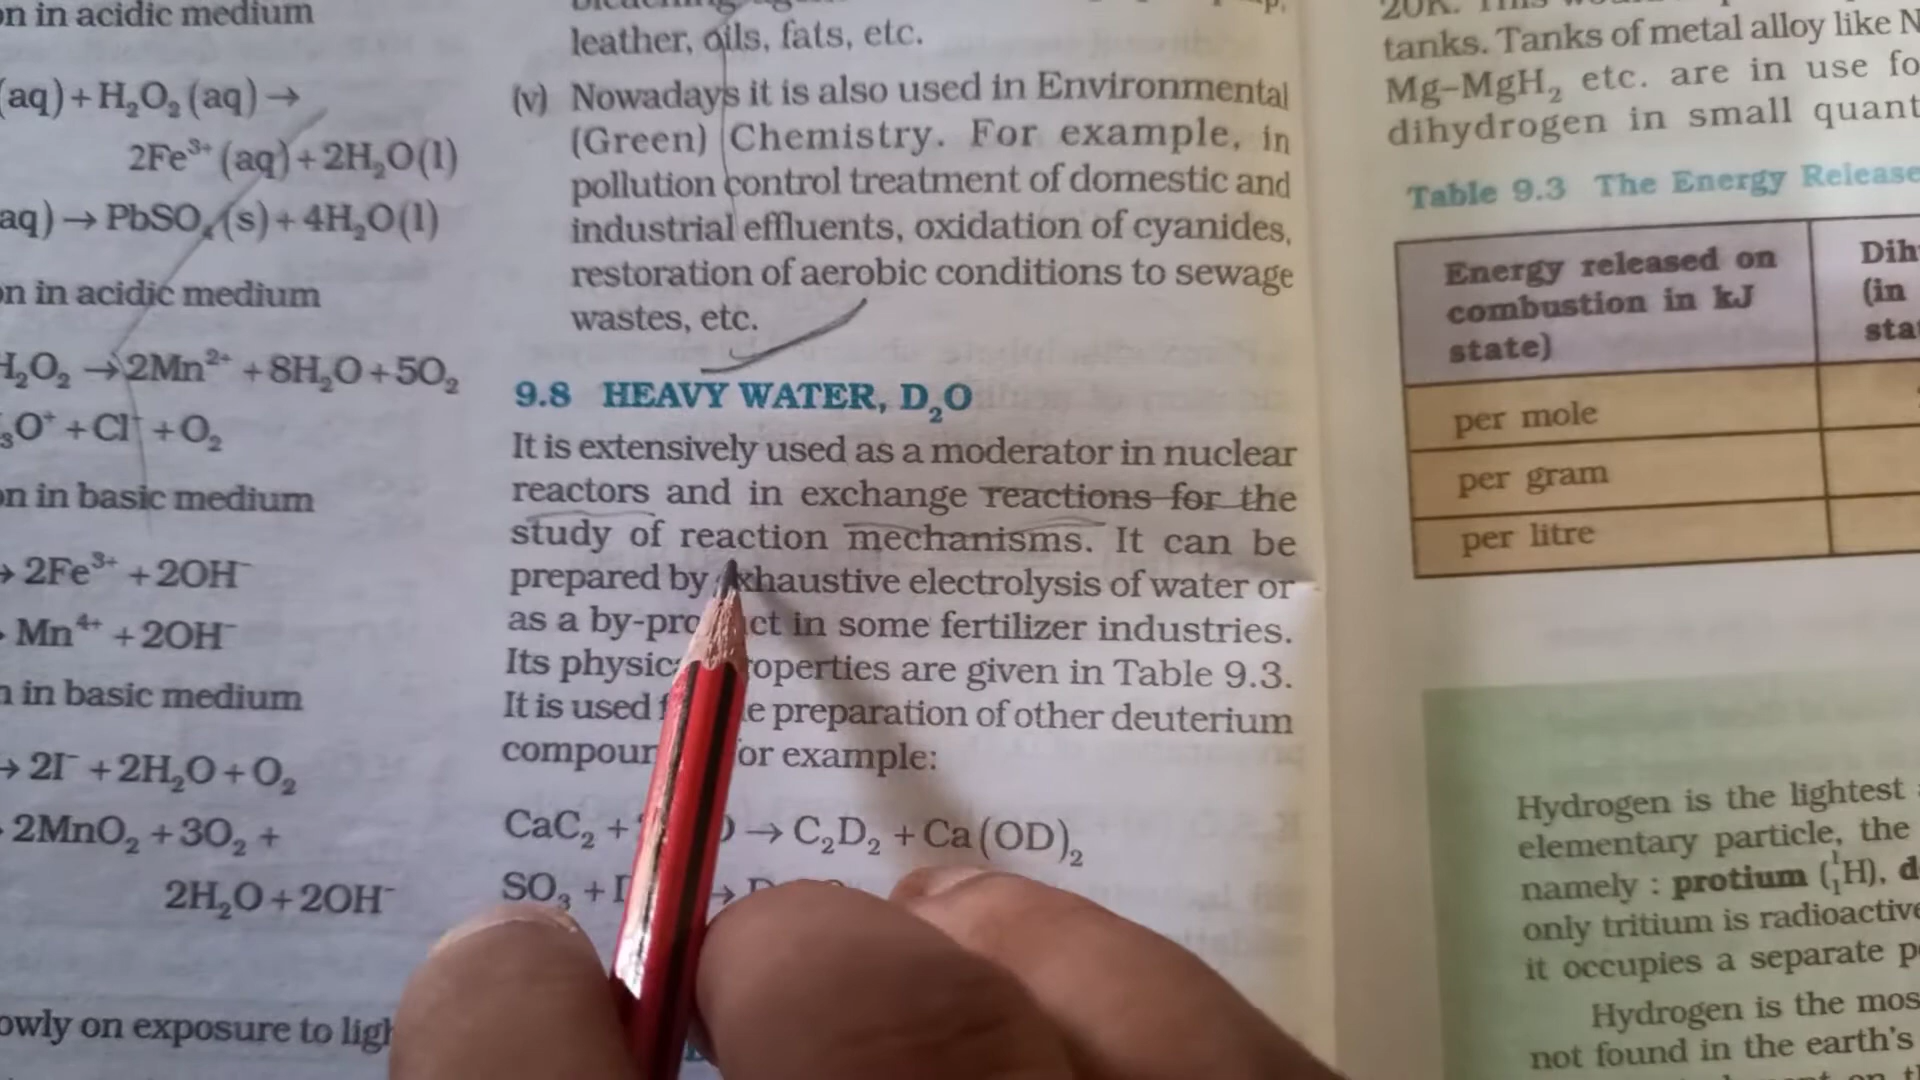 on in acidic medium
(aq) + H₂O₂ (aq) →
2Fe³⁺ (aq) + 2H₂O(l)
aq) → PbSO₄(s) + 4H₂O(l)
on in acidic medium
H₂O₂ → 2Mn²⁺ + 8H₂O + 5O₂
₃O⁺ + Cl⁻ + O₂
on in basic medium
→ 2Fe³⁺ + 2OH⁻
Mn⁴⁺ + 2OH⁻
n in basic medium
→ 2I⁻ + 2H₂O + O₂
2MnO₂ + 3O₂ +
2H₂O + 2OH⁻
owly on exposure to ligh
leather, oils, fats, etc.
(v) Nowadays it is also used in Environmental
(Green) Chemistry. For example, in
pollution control treatment of domestic and
industrial effluents, oxidation of cyanides,
restoration of aerobic conditions to sewage
wastes, etc.
9.8 HEAVY WATER, D₂O
It is extensively used as a moderator in nuclear
reactors and in exchange reactions for the
study of reaction mechanisms. It can be
prepared by exhaustive electrolysis of water or
as a by-pro ct in some fertilizer industries.
Its physic operties are given in Table 9.3.
It is used e preparation of other deuterium
compoun or example:
CaC₂ + → C₂D₂ + Ca(OD)₂
SO₃ + →
20K. This
tanks. Tanks of metal alloy like N
Mg–MgH₂ etc. are in use fo
dihydrogen in small quant
Table 9.3 The Energy Release
Energy released on
combustion in kJ
state)
Dih
(in
sta
per mole
per gram
per litre
Hydrogen is the lightest
elementary particle, the
namely : protium (¹₁H), d
only tritium is radioactive
it occupies a separate p
Hydrogen is the mos
not found in the earth's